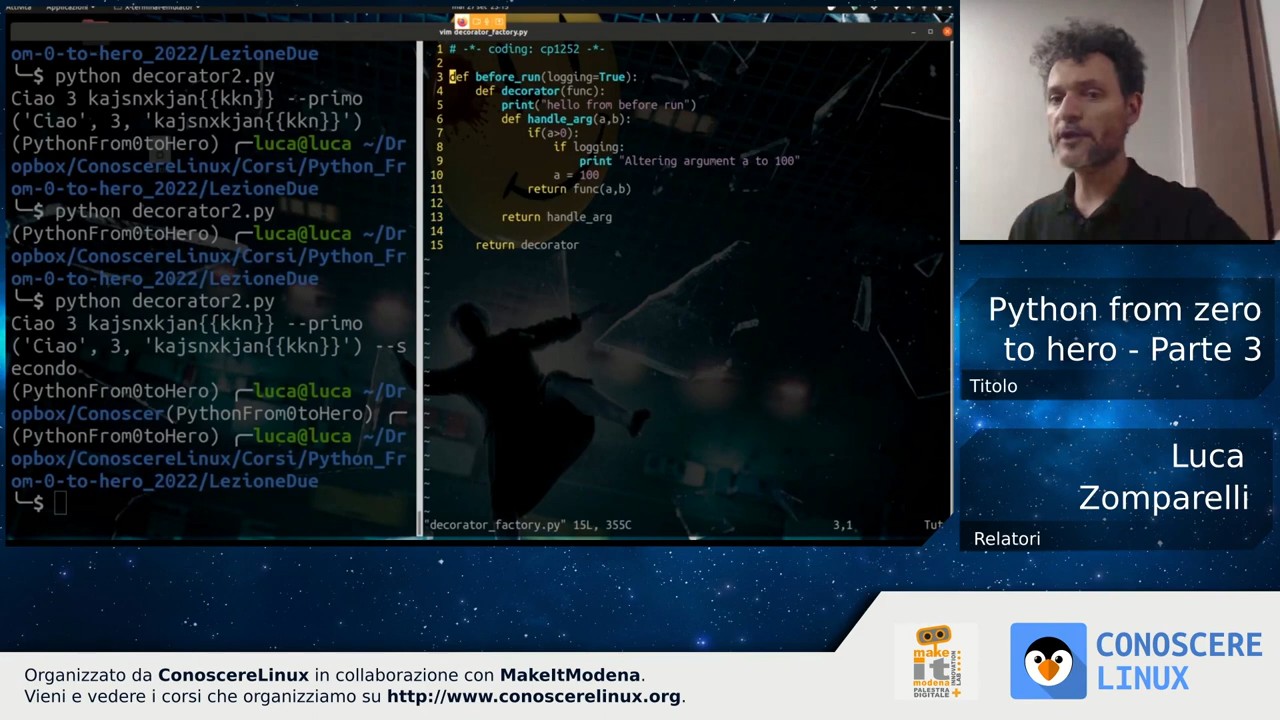 vim decorator_factory.py
om-0-to-hero_2022/LezioneDue
╰─$ python decorator2.py
Ciao 3 kajsnxkjan{{kkn}} --primo
('Ciao', 3, 'kajsnxkjan{{kkn}}')
(PythonFrom0toHero) ╭─luca@luca ~/Dr
opbox/ConoscereLinux/Corsi/Python_Fr
om-0-to-hero_2022/LezioneDue
╰─$ python decorator2.py
(PythonFrom0toHero) ╭─luca@luca ~/Dr
opbox/ConoscereLinux/Corsi/Python_Fr
om-0-to-hero_2022/LezioneDue
╰─$ python decorator2.py
Ciao 3 kajsnxkjan{{kkn}} --primo
('Ciao', 3, 'kajsnxkjan{{kkn}}') --s
econdo
(PythonFrom0toHero) ╭─luca@luca ~/Dr
opbox/Conoscer(PythonFrom0toHero) ╭─
(PythonFrom0toHero) ╭─luca@luca ~/Dr
opbox/ConoscereLinux/Corsi/Python_Fr
om-0-to-hero_2022/LezioneDue
╰─$
1 # -*- coding: cp1252 -*-
2
3 def before_run(logging=True):
4     def decorator(func):
5         print("hello from before run")
6         def handle_arg(a,b):
7             if(a>0):
8                 if logging:
9                     print "Altering argument a to 100"
10                 a = 100
11             return func(a,b)
12
13         return handle_arg
14
15     return decorator
~
"decorator_factory.py" 15L, 355C 3,1 Tut
Python from zero
to hero - Parte 3
Titolo
Luca
Zomparelli
Relatori
make
it
modena
PALESTRA
DIGITALE
CONOSCERE
LINUX
Organizzato da ConoscereLinux in collaborazione con MakeItModena.
Vieni e vedere i corsi che organizziamo su http://www.conoscerelinux.org.